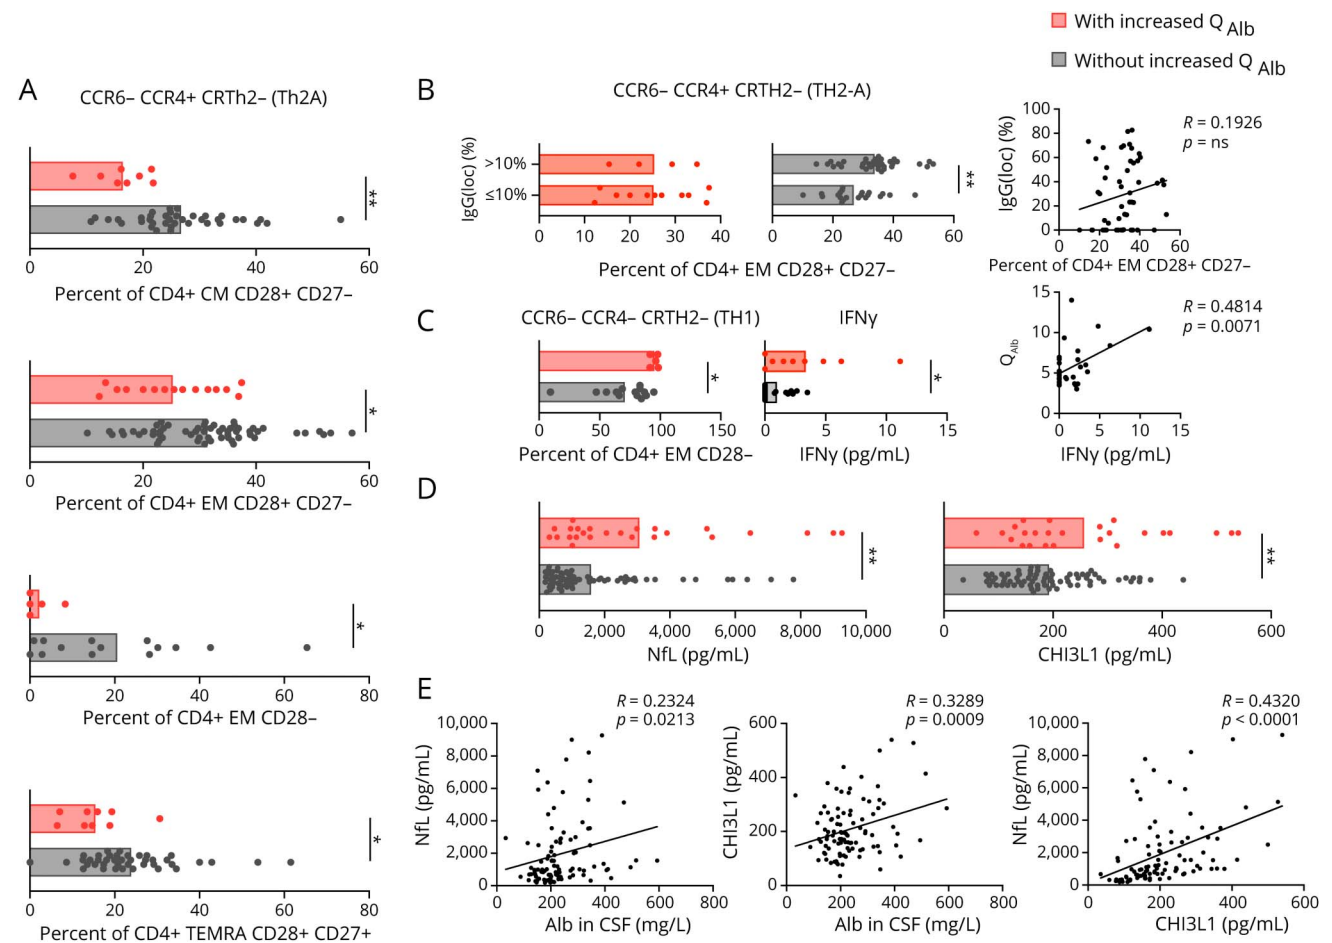 With increased Q Alb
Without increased Q Alb
A
CCR6– CCR4+ CRTh2– (Th2A)
**
0 20 40 60
Percent of CD4+ CM CD28+ CD27–
*
0 20 40 60
Percent of CD4+ EM CD28+ CD27–
*
0 20 40 60 80
Percent of CD4+ EM CD28–
*
0 20 40 60 80
Percent of CD4+ TEMRA CD28+ CD27+
B
CCR6– CCR4+ CRTH2– (TH2-A)
IgG(loc) (%)
>10%
≤10%
0 10 20 30 40
**
0 20 40 60
Percent of CD4+ EM CD28+ CD27–
IgG(loc) (%)
100
80
60
40
20
0
R = 0.1926
p = ns
0 20 40 60
Percent of CD4+ EM CD28+ CD27–
C
CCR6– CCR4– CRTH2– (TH1)
*
0 50 100 150
Percent of CD4+ EM CD28–
IFNγ
*
0 5 10 15
IFNγ (pg/mL)
QAlb
15
10
5
0
R = 0.4814
p = 0.0071
0 5 10 15
IFNγ (pg/mL)
D
**
0 2,000 4,000 6,000 8,000 10,000
NfL (pg/mL)
**
0 200 400 600
CHI3L1 (pg/mL)
E
R = 0.2324
p = 0.0213
NfL (pg/mL)
10,000
8,000
6,000
4,000
2,000
0
0 200 400 600 800
Alb in CSF (mg/L)
R = 0.3289
p = 0.0009
CHI3L1 (pg/mL)
600
400
200
0
0 200 400 600 800
Alb in CSF (mg/L)
R = 0.4320
p < 0.0001
NfL (pg/mL)
10,000
8,000
6,000
4,000
2,000
0
0 200 400 600
CHI3L1 (pg/mL)